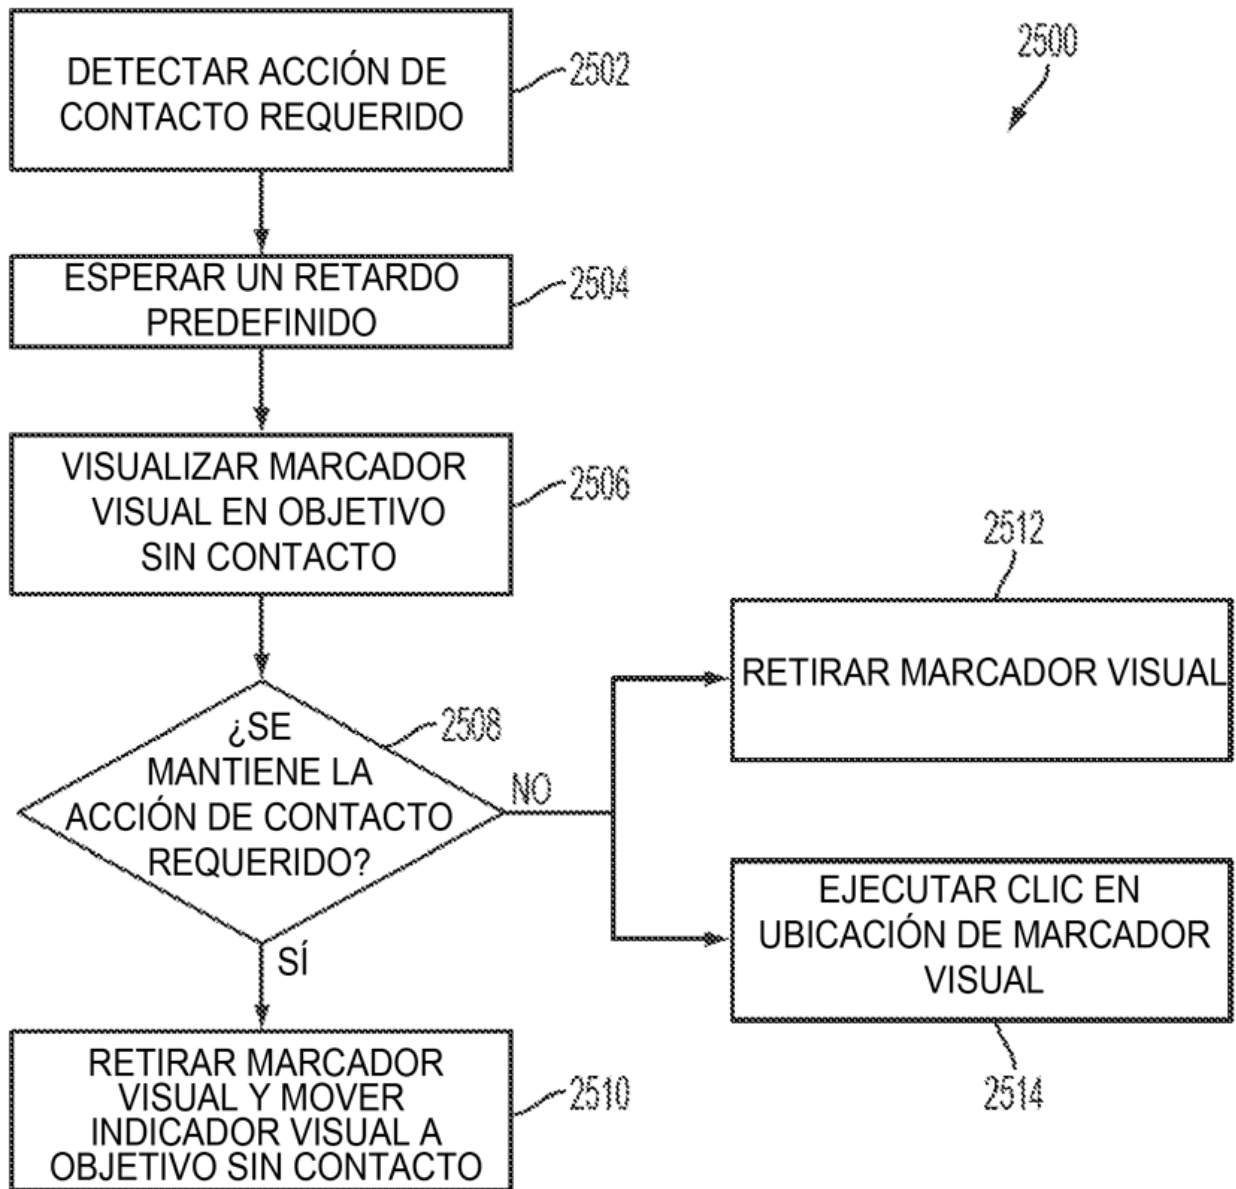 DETECTAR ACCIÓN DE
CONTACTO REQUERIDO
2502
2500
ESPERAR UN RETARDO
PREDEFINIDO
2504
VISUALIZAR MARCADOR
VISUAL EN OBJETIVO
SIN CONTACTO
2506
¿SE
MANTIENE LA
ACCIÓN DE CONTACTO
REQUERIDO?
2508
NO
SÍ
2512
RETIRAR MARCADOR VISUAL
EJECUTAR CLIC EN
UBICACIÓN DE MARCADOR
VISUAL
2514
RETIRAR MARCADOR
VISUAL Y MOVER
INDICADOR VISUAL A
OBJETIVO SIN CONTACTO
2510